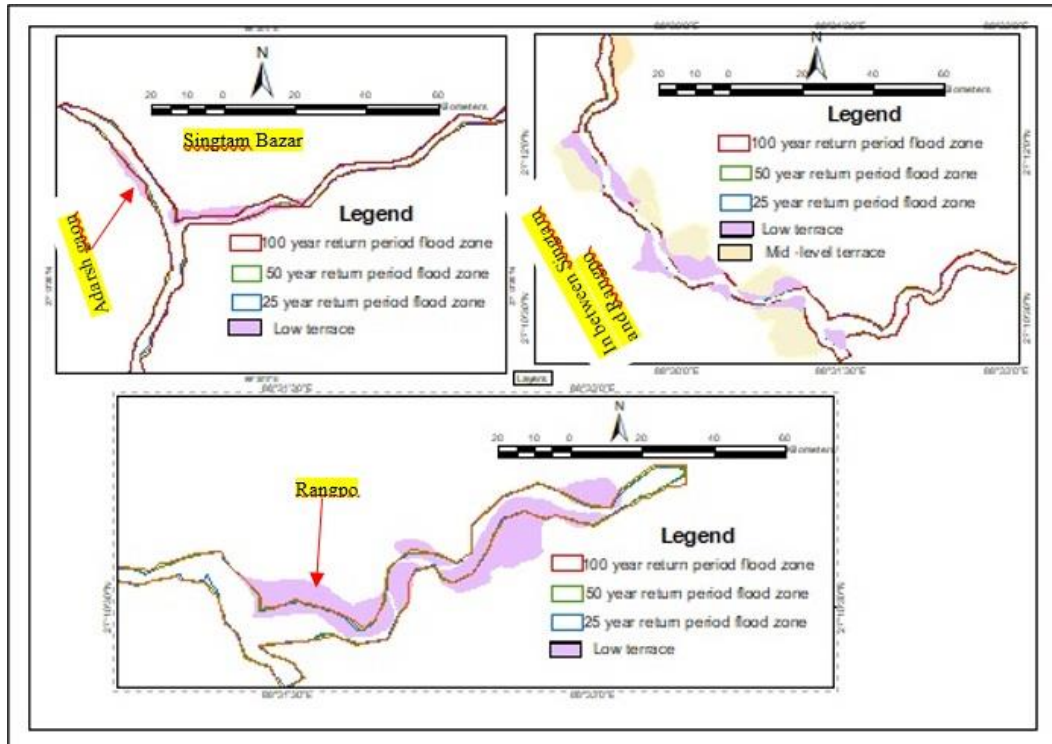 N
20 10 0 20 40 60
Singtam Bazar
Adarsh gaon
Legend
100 year return period flood zone
50 year return period flood zone
25 year return period flood zone
Low terrace
N
20 10 0 20 40 60
Legend
100 year return period flood zone
50 year return period flood zone
25 year return period flood zone
Low terrace
Mid -level terrace
In between Singtam
and Rangpo
Layers
N
20 10 0 20 40 60
Rangpo
Legend
100 year return period flood zone
50 year return period flood zone
25 year return period flood zone
Low terrace